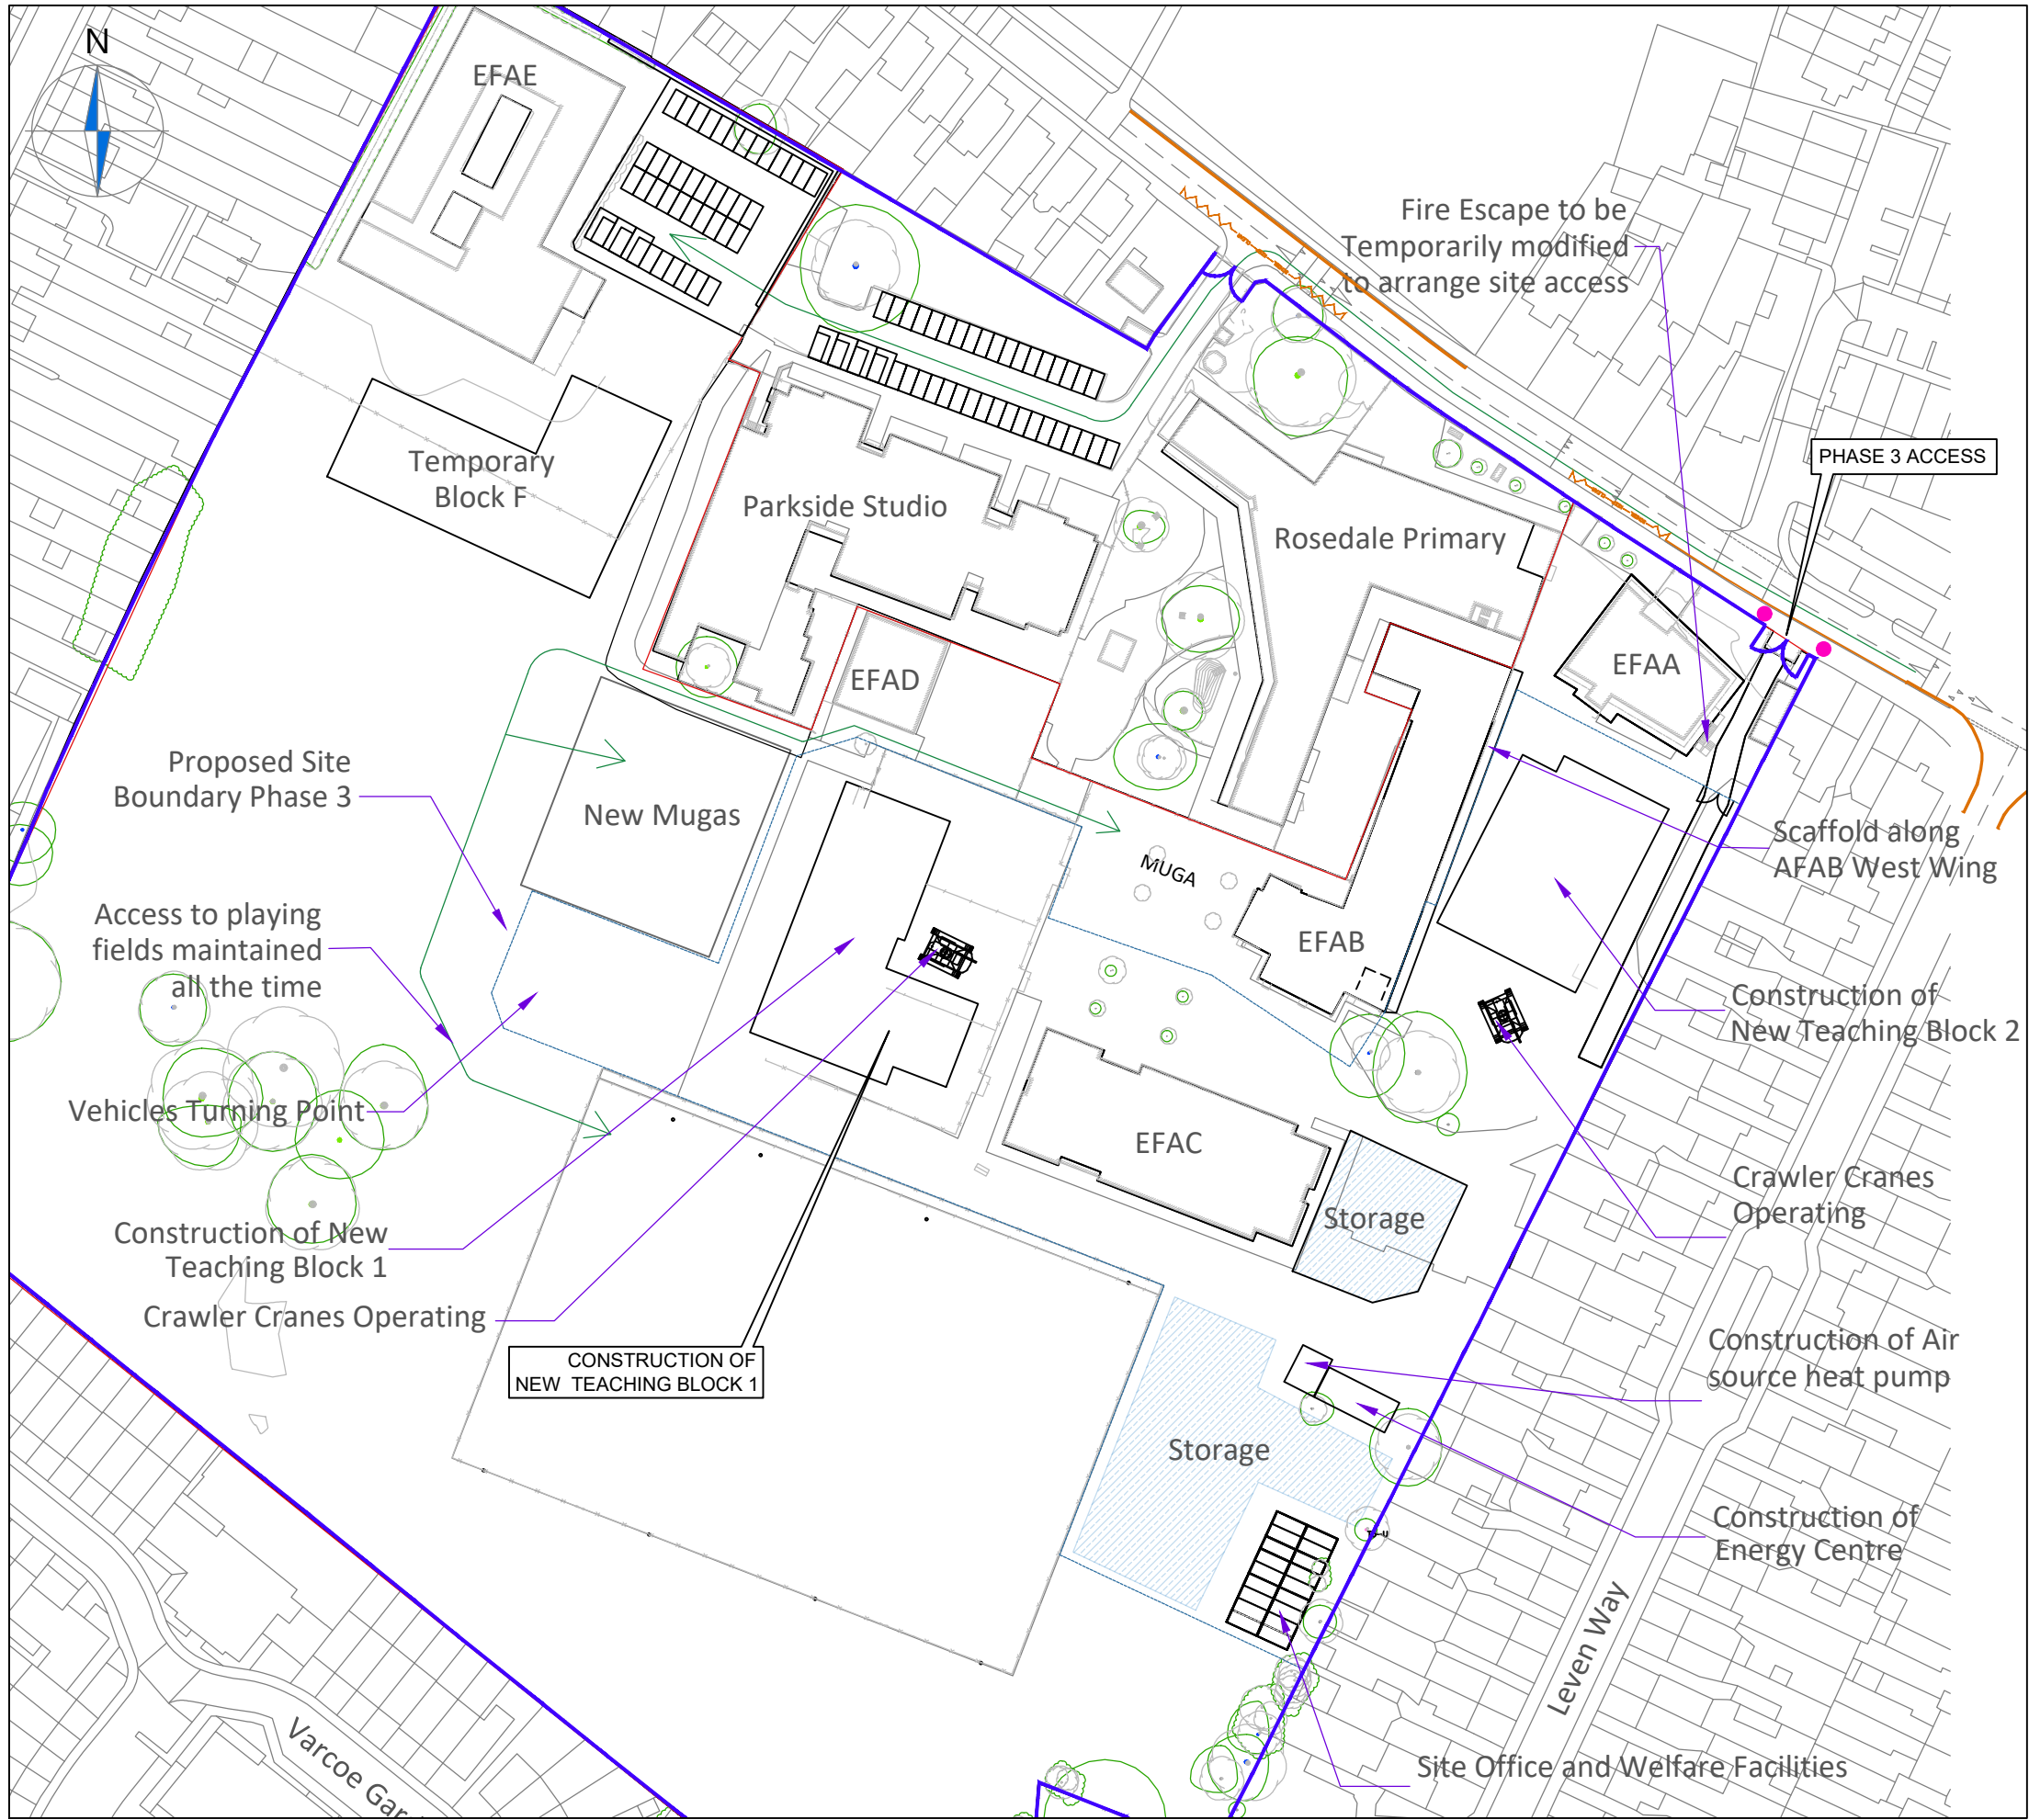 N
EFAE
Fire Escape to be
Temporarily modified
to arrange site access
PHASE 3 ACCESS
Temporary
Block F
Parkside Studio
Rosedale Primary
EFAA
EFAD
Proposed Site
Boundary Phase 3
New Mugas
MUGA
Scaffold along
AFAB West Wing
Access to playing
fields maintained
all the time
EFAB
Construction of
New Teaching Block 2
Vehicles Turning Point
EFAC
Crawler Cranes
Operating
Storage
Construction of New
Teaching Block 1
Crawler Cranes Operating
CONSTRUCTION OF
NEW TEACHING BLOCK 1
Construction of Air
source heat pump
Storage
Construction of
Energy Centre
Leven Way
Varcoe Gar
Site Office and Welfare Facilities